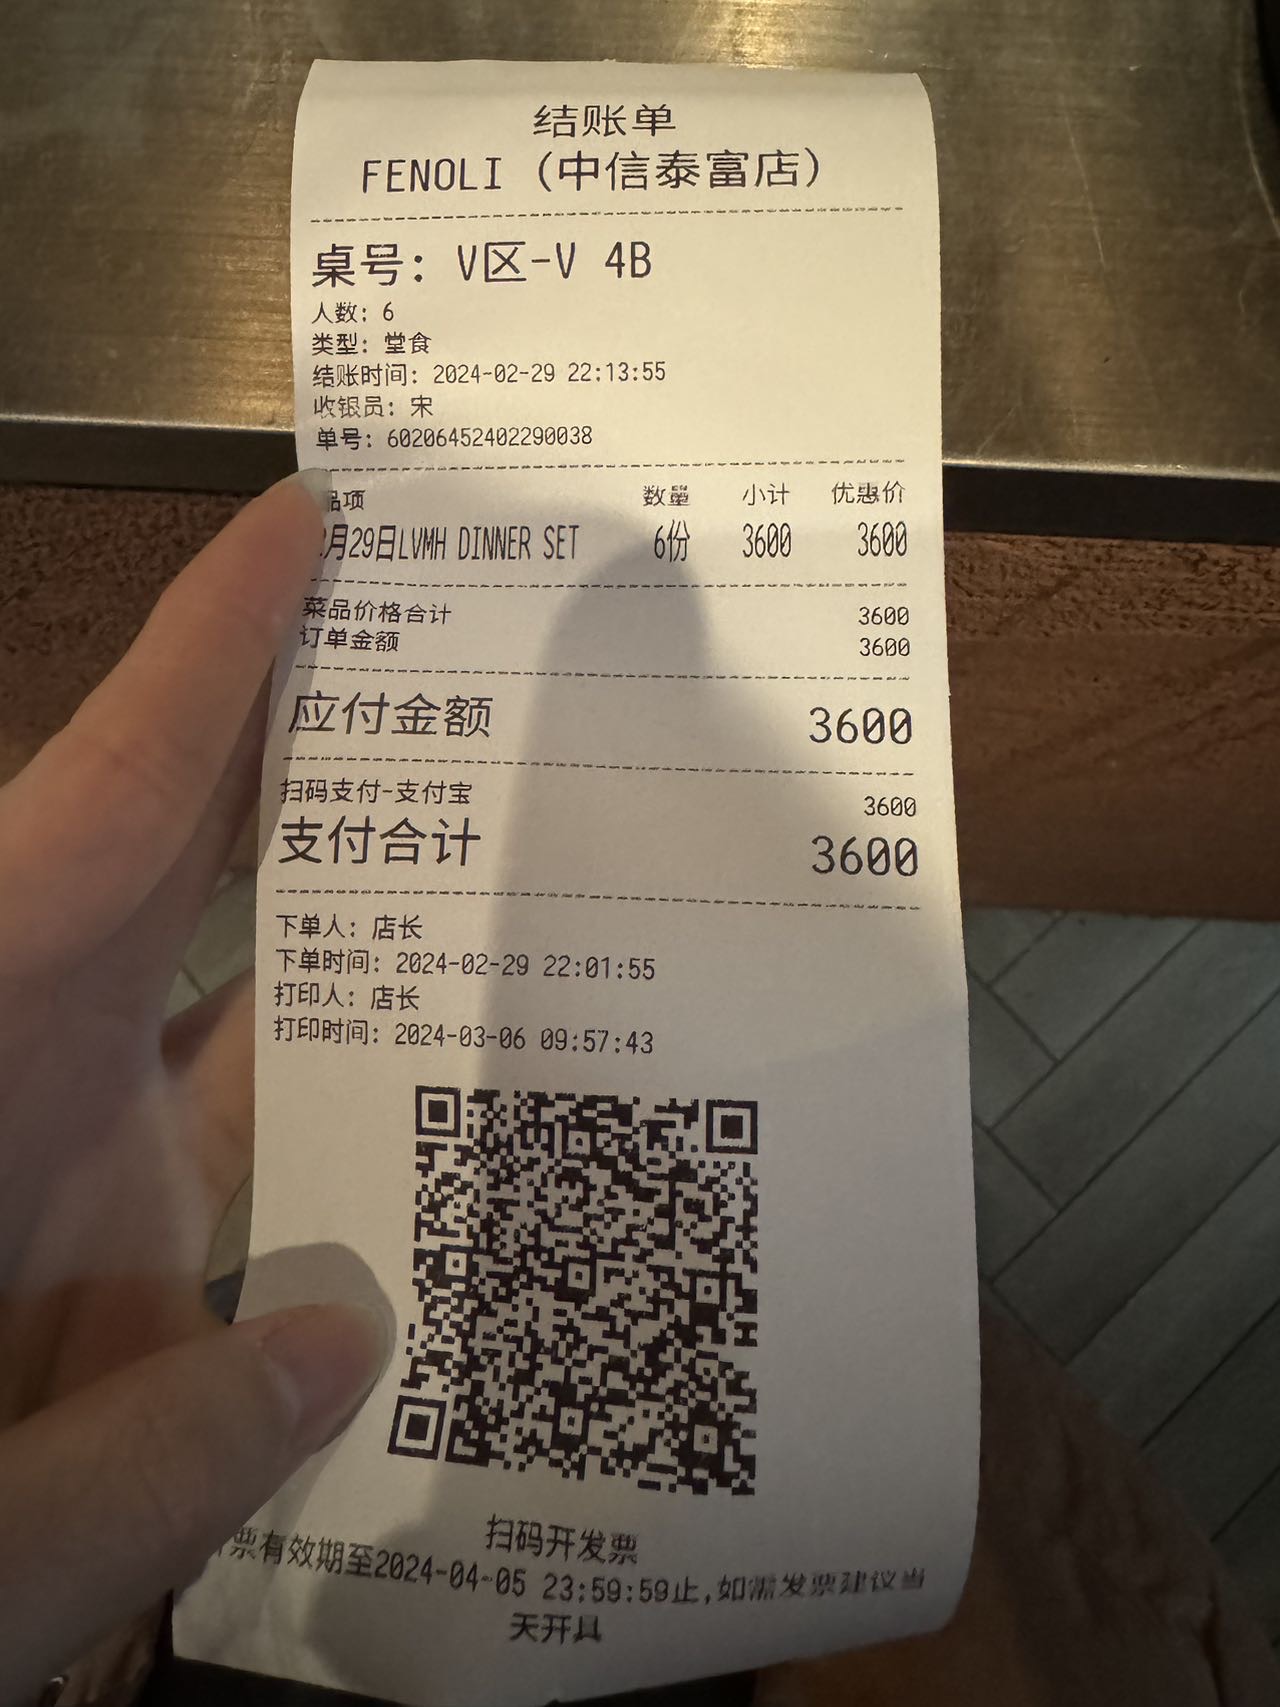 结账单
FENOLI (中信泰富店)
桌号: V区-V 4B
人数: 6
类型: 堂食
结账时间: 2024-02-29 22:13:55
收银员: 宋
单号: 60206452402290038
品项 数量 小计 优惠价
2月29日LVMH DINNER SET 6份 3600 3600
菜品价格合计 3600
订单金额 3600
应付金额 3600
扫码支付-支付宝 3600
支付合计 3600
下单人: 店长
下单时间: 2024-02-29 22:01:55
打印人: 店长
打印时间: 2024-03-06 09:57:43
扫码开发票
票有效期至2024-04-05 23:59:59止,如需发票建议当
天开具